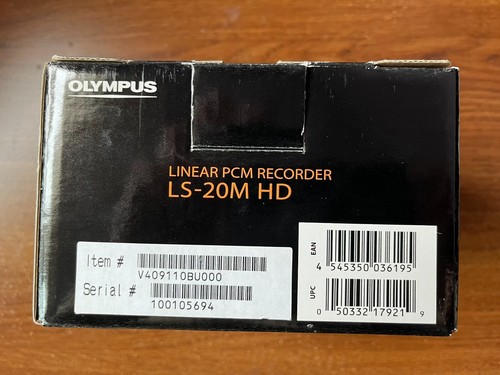 OLYMPUS
LINEAR PCM RECORDER
LS-20M HD
Item #
V409110BU000
Serial #
100105694
EAN
4 545350 036195
UPC
0 50332 17921 9